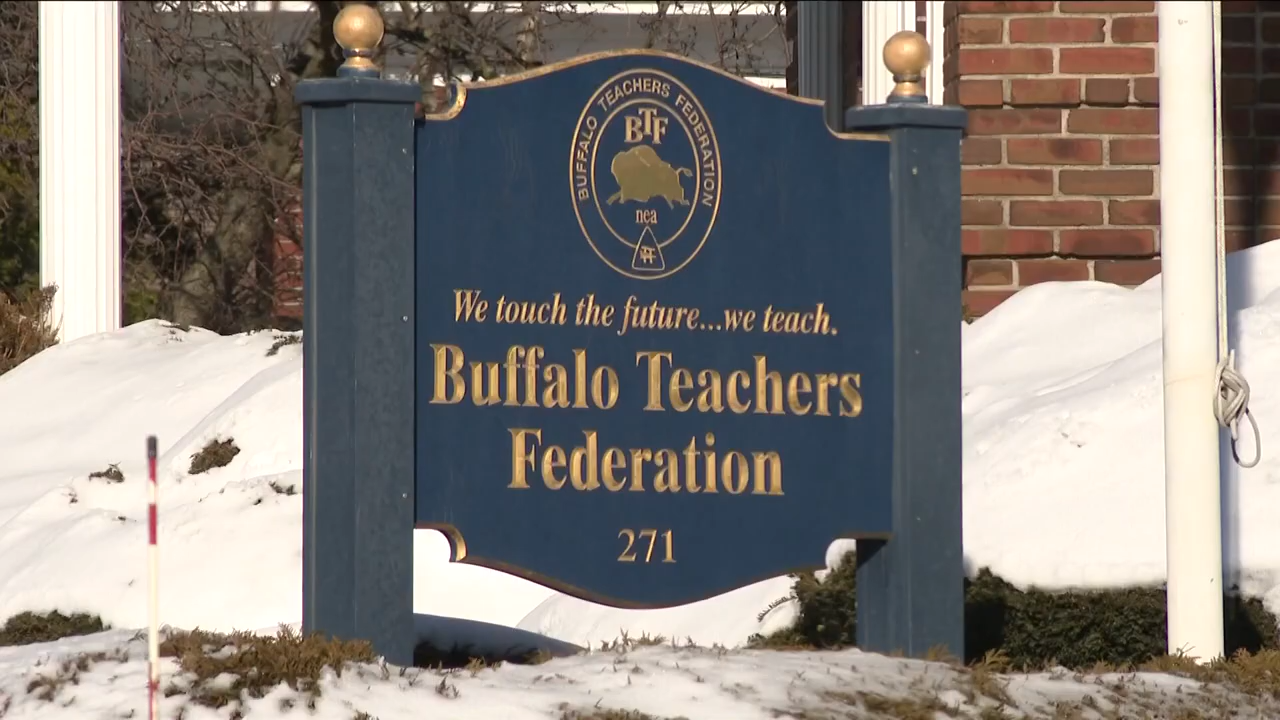 BUFFALO TEACHERS FEDERATION
BTF
nea
We touch the future...we teach.
Buffalo Teachers
Federation
271